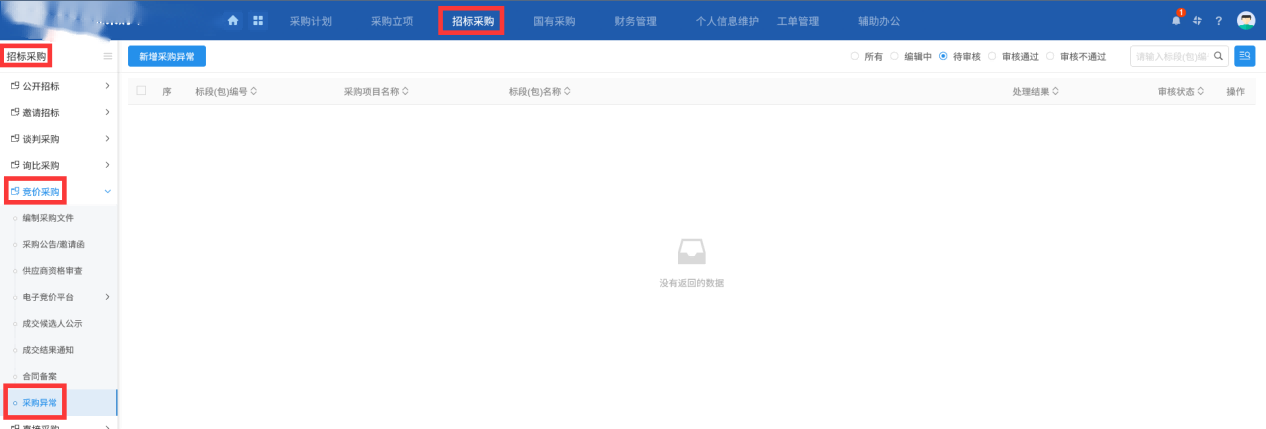 采购计划 采购立项 招标采购 国有采购 财务管理 个人信息维护 工单管理 辅助办公 1 ?
招标采购
新增采购异常 所有 编辑中 待审核 审核通过 审核不通过 请输入标段(包)编
公开招标
序 标段(包)编号 采购项目名称 标段(包)名称 处理结果 审核状态 操作
邀请招标
谈判采购
询比采购
竞价采购
编制采购文件
采购公告/邀请函
供应商资格审查
没有返回的数据
电子竞价平台
成交候选人公示
成交结果通知
合同备案
采购异常